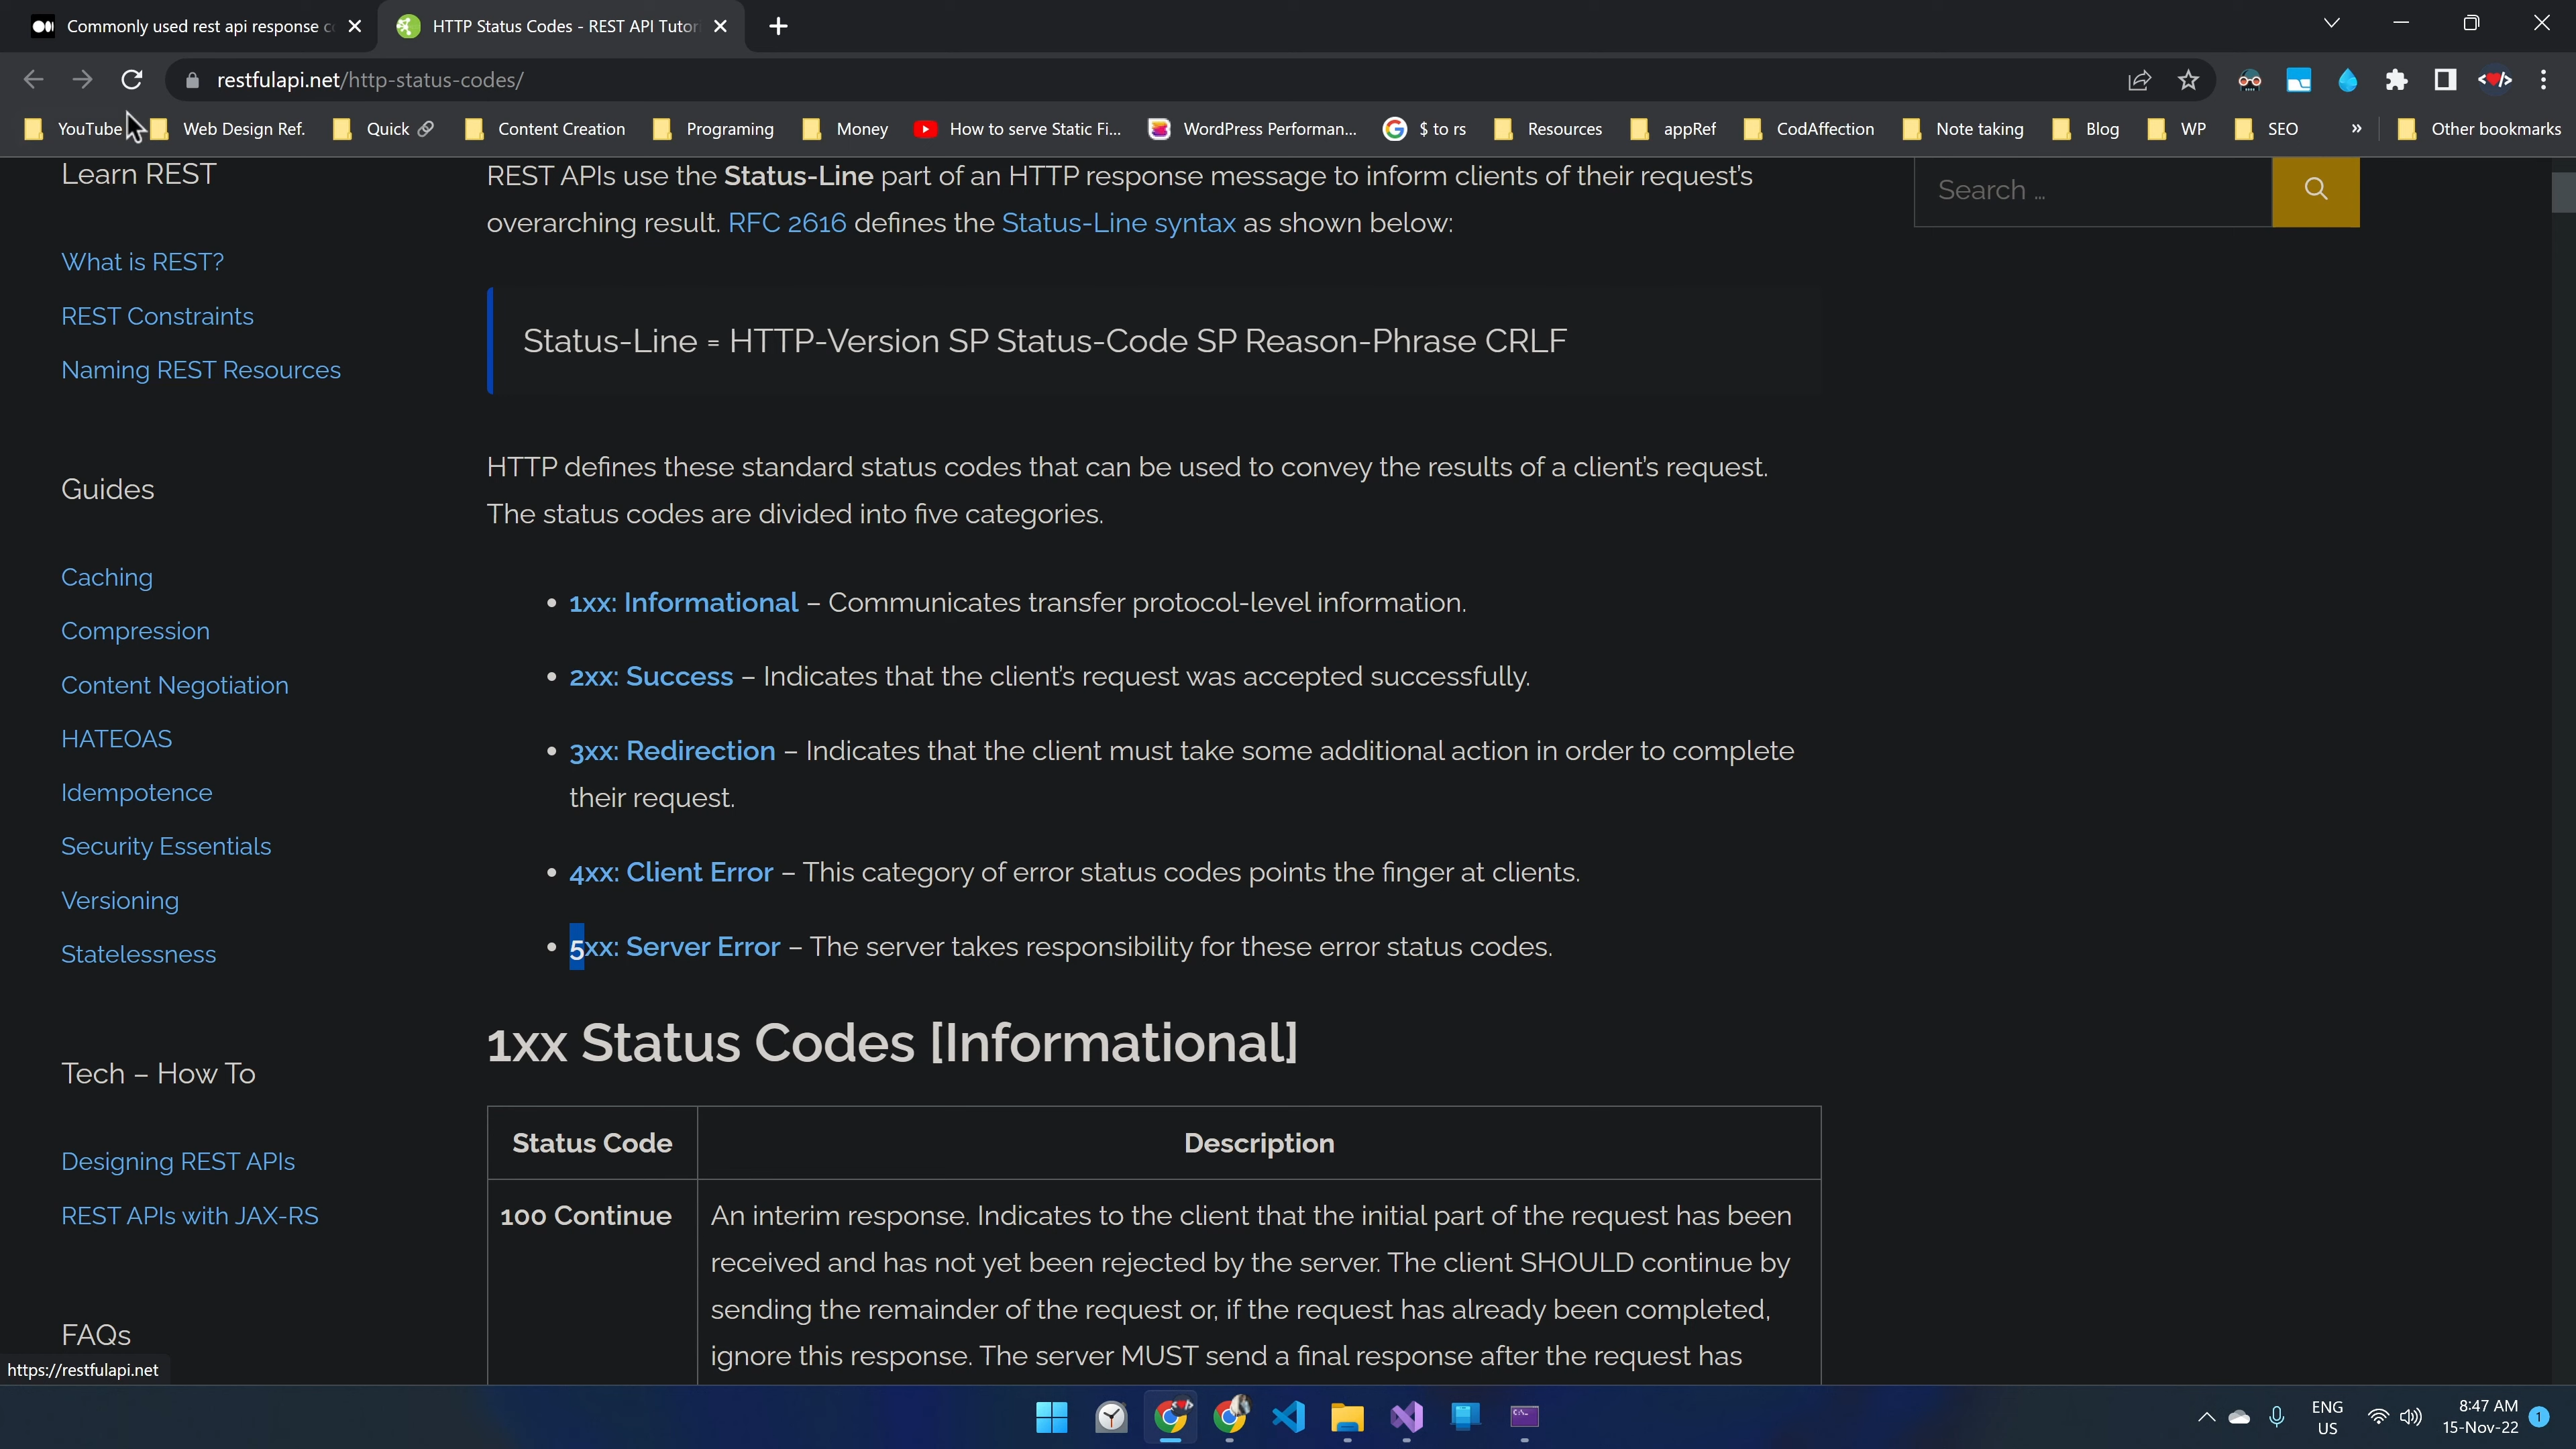 Commonly used rest api response c
HTTP Status Codes - REST API Tutor
restfulapi.net/http-status-codes/
YouTube
Web Design Ref.
Quick
Content Creation
Programing
Money
How to serve Static Fi...
WordPress Performan...
$ to rs
Resources
appRef
CodAffection
Note taking
Blog
WP
SEO
»
Other bookmarks
Learn REST
What is REST?
REST Constraints
Naming REST Resources
Guides
Caching
Compression
Content Negotiation
HATEOAS
Idempotence
Security Essentials
Versioning
Statelessness
Tech – How To
Designing REST APIs
REST APIs with JAX-RS
FAQs
https://restfulapi.net
REST APIs use the Status-Line part of an HTTP response message to inform clients of their request's
overarching result. RFC 2616 defines the Status-Line syntax as shown below:
Status-Line = HTTP-Version SP Status-Code SP Reason-Phrase CRLF
HTTP defines these standard status codes that can be used to convey the results of a client's request.
The status codes are divided into five categories.
• 1xx: Informational – Communicates transfer protocol-level information.
• 2xx: Success – Indicates that the client's request was accepted successfully.
• 3xx: Redirection – Indicates that the client must take some additional action in order to complete
their request.
• 4xx: Client Error – This category of error status codes points the finger at clients.
• 5xx: Server Error – The server takes responsibility for these error status codes.
1xx Status Codes [Informational]
Status Code
Description
100 Continue
An interim response. Indicates to the client that the initial part of the request has been
received and has not yet been rejected by the server. The client SHOULD continue by
sending the remainder of the request or, if the request has already been completed,
ignore this response. The server MUST send a final response after the request has
Search ...
ENG
US
8:47 AM
15-Nov-22
1